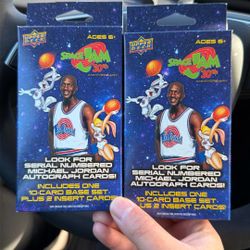 UPPER DECK
AGES 6+
SPACE JAM
30th
LOOK FOR
SERIAL NUMBERED
MICHAEL JORDAN
AUTOGRAPH CARDS!
INCLUDES ONE
10-CARD BASE SET
PLUS 2 INSERT CARDS!
UPPER DECK
AGES 6+
SPACE JAM
30th
LOOK FOR
SERIAL NUMBERED
MICHAEL JORDAN
AUTOGRAPH CARDS!
INCLUDES ONE
10-CARD BASE SET
PLUS 2 INSERT CARDS!